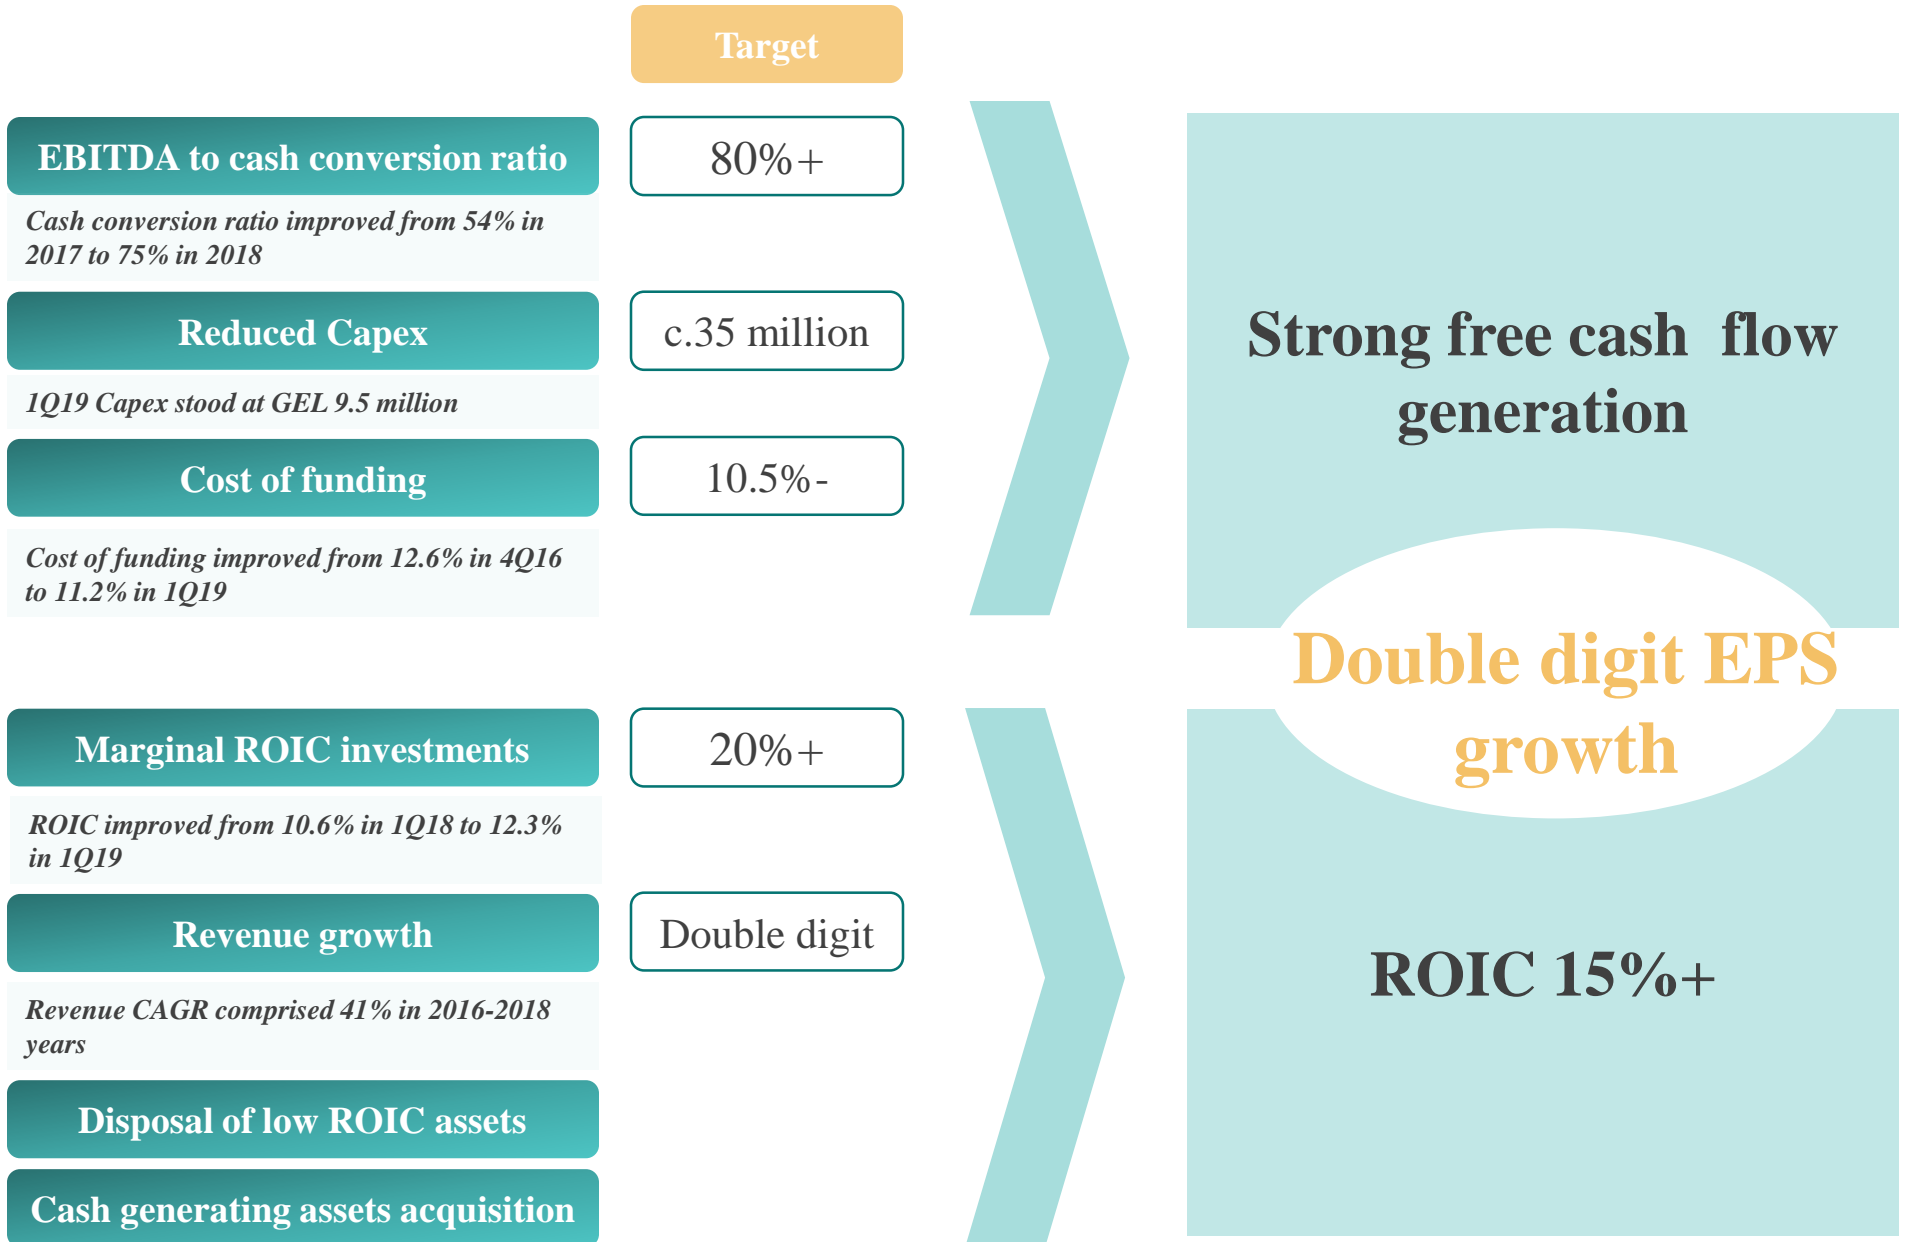 Target
EBITDA to cash conversion ratio
80%+
Cash conversion ratio improved from 54% in
2017 to 75% in 2018
Reduced Capex
c.35 million
1Q19 Capex stood at GEL 9.5 million
Cost of funding
10.5%-
Cost of funding improved from 12.6% in 4Q16
to 11.2% in 1Q19
Strong free cash flow
generation
Double digit EPS
growth
Marginal ROIC investments
20%+
ROIC improved from 10.6% in 1Q18 to 12.3%
in 1Q19
Revenue growth
Double digit
Revenue CAGR comprised 41% in 2016-2018
years
Disposal of low ROIC assets
Cash generating assets acquisition
ROIC 15%+